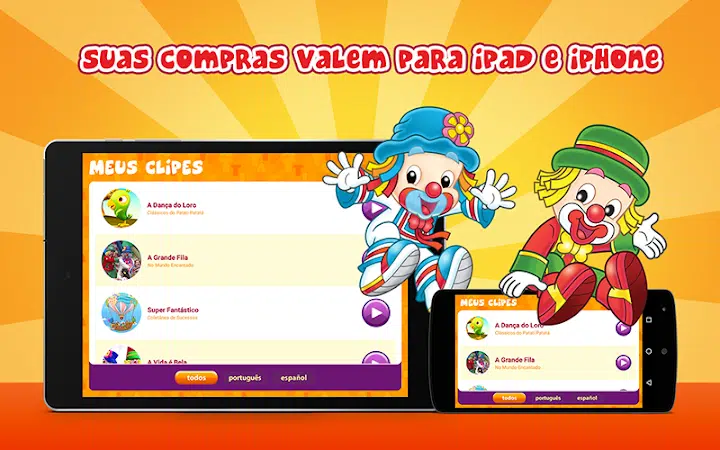 Suas compras valem para iPad e iPhone
Meus Clipes
A Dança do Loro
Clássicos do Patati Patatá
A Grande Fila
No Mundo Encantado
Super Fantástico
Coletânea de Sucessos
A Vida é Bela
todos
português
español
Meus Clipes
A Dança do Loro
Clássicos do Patati Patatá
A Grande Fila
No Mundo Encantado
todos
português
español